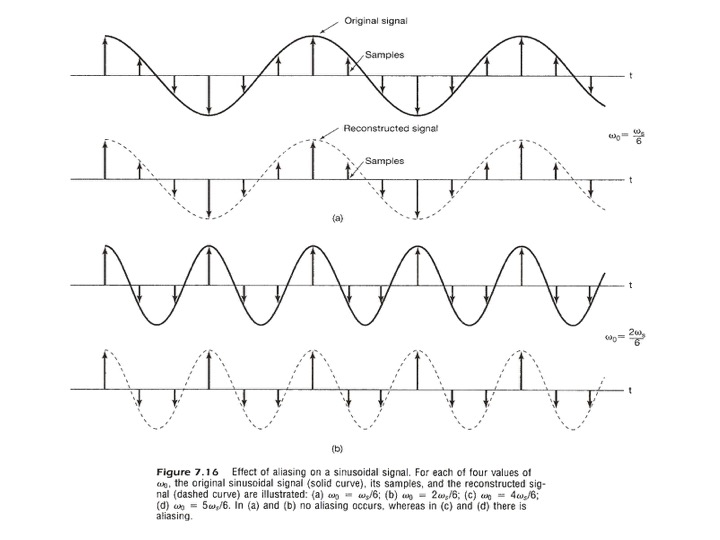 Original signal
Samples
t
Reconstructed signal
ω₀ = ωₛ/6
Samples
t
(a)
t
ω₀ = 2ωₛ/6
t
(b)
Figure 7.16 Effect of aliasing on a sinusoidal signal. For each of four values of
ω₀, the original sinusoidal signal (solid curve), its samples, and the reconstructed sig-
nal (dashed curve) are illustrated: (a) ω₀ = ωₛ/6; (b) ω₀ = 2ωₛ/6; (c) ω₀ = 4ωₛ/6;
(d) ω₀ = 5ωₛ/6. In (a) and (b) no aliasing occurs, whereas in (c) and (d) there is
aliasing.